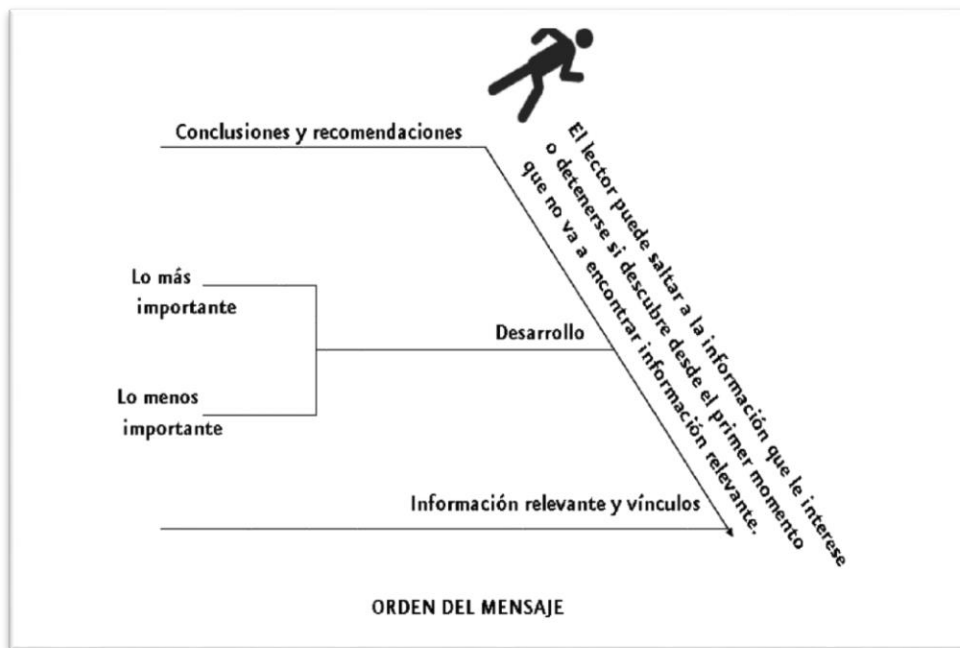 Conclusiones y recomendaciones
El lector puede saltar a la información que le interese
o detenerse si descubre desde el primer momento
que no va a encontrar información relevante.
Lo más
importante
Desarrollo
Lo menos
importante
Información relevante y vínculos
ORDEN DEL MENSAJE